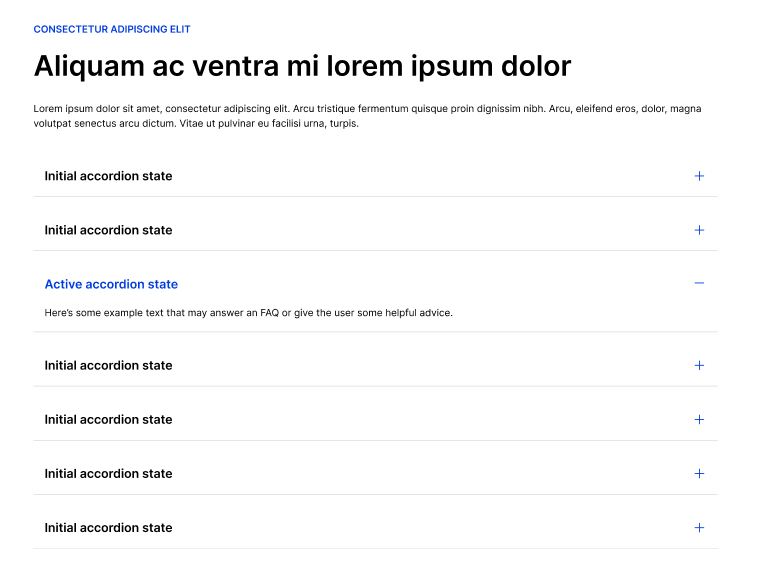 CONSECTETUR ADIPISCING ELIT
Aliquam ac ventra mi lorem ipsum dolor
Lorem ipsum dolor sit amet, consectetur adipiscing elit. Arcu tristique fermentum quisque proin dignissim nibh. Arcu, eleifend eros, dolor, magna
volutpat senectus arcu dictum. Vitae ut pulvinar eu facilisi urna, turpis.
Initial accordion state
Initial accordion state
Active accordion state
Here’s some example text that may answer an FAQ or give the user some helpful advice.
Initial accordion state
Initial accordion state
Initial accordion state
Initial accordion state